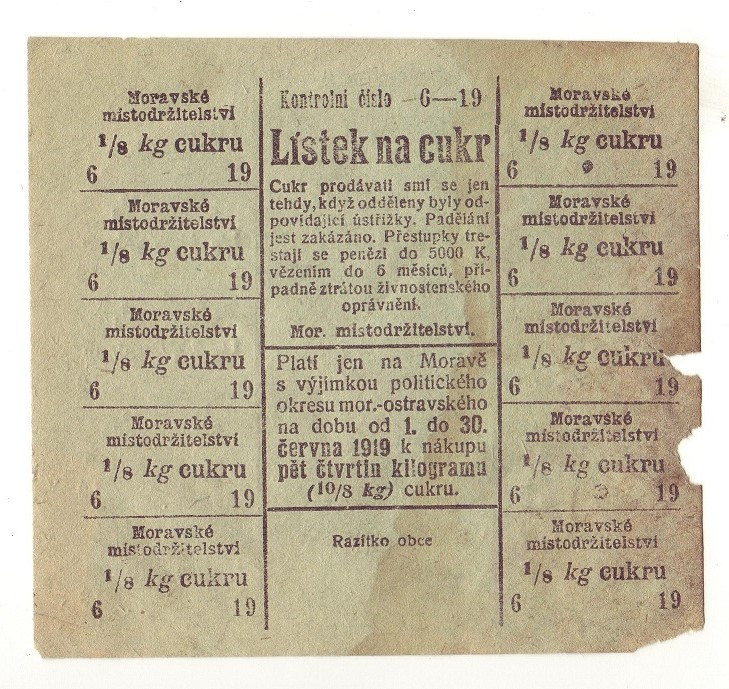 Moravské
místodržitelství
1/8 kg cukru
6 19
Moravské
místodržitelství
1/8 kg cukru
6 19
Moravské
místodržitelství
1/8 kg cukru
6 19
Moravské
místodržitelství
1/8 kg cukru
6 19
Moravské
místodržitelství
1/8 kg cukru
6 19
Kontrolní číslo 6—19
Lístek na cukr
Cukr prodávati smí se jen
tehdy, když odděleny byly od-
povídající ústřižky. Padělání
jest zakázáno. Přestupky tre-
stají se penězi do 5000 K,
vězením do 6 měsíců, pří-
padně ztrátou živnostenského
oprávnění.
Mor. místodržitelství.
Platí jen na Moravě
s výjimkou politického
okresu mor.-ostravského
na dobu od 1. do 30.
června 1919 k nákupu
pět čtvrtin kilogramu
(10/8 kg) cukru.
Razítko obce
Moravské
místodržitelství
1/8 kg cukru
6 19
Moravské
místodržitelství
1/8 kg cukru
6 19
Moravské
místodržitelství
1/8 kg cukru
6 19
Moravské
místodržitelství
1/8 kg cukru
6 19
Moravské
místodržitelství
1/8 kg cukru
6 19